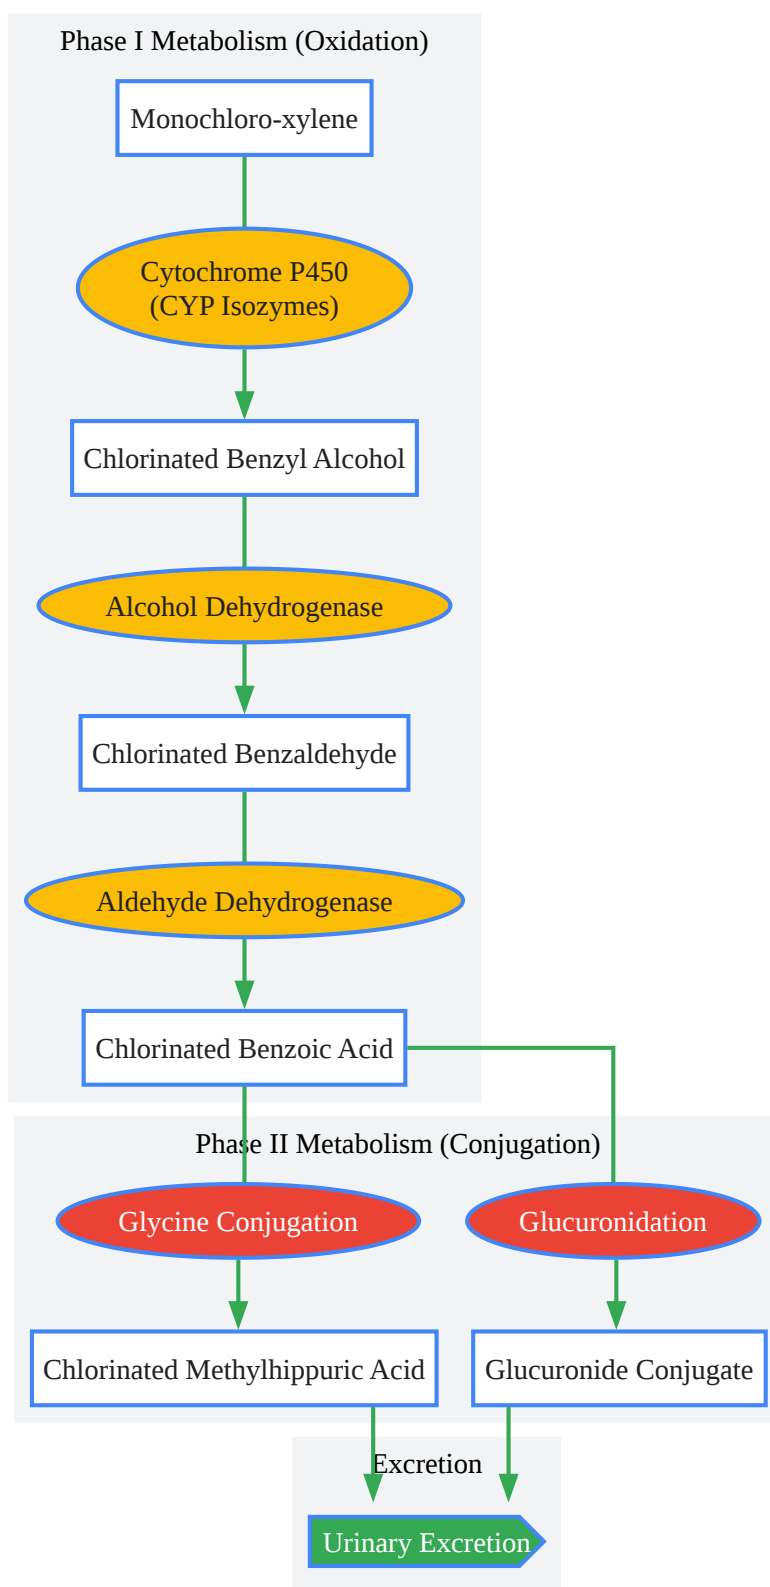 Phase I Metabolism (Oxidation)
Monochloro-xylene
Cytochrome P450
(CYP Isozymes)
Chlorinated Benzyl Alcohol
Alcohol Dehydrogenase
Chlorinated Benzaldehyde
Aldehyde Dehydrogenase
Chlorinated Benzoic Acid
Phase II Metabolism (Conjugation)
Glycine Conjugation
Glucuronidation
Chlorinated Methylhippuric Acid
Glucuronide Conjugate
Excretion
Urinary Excretion